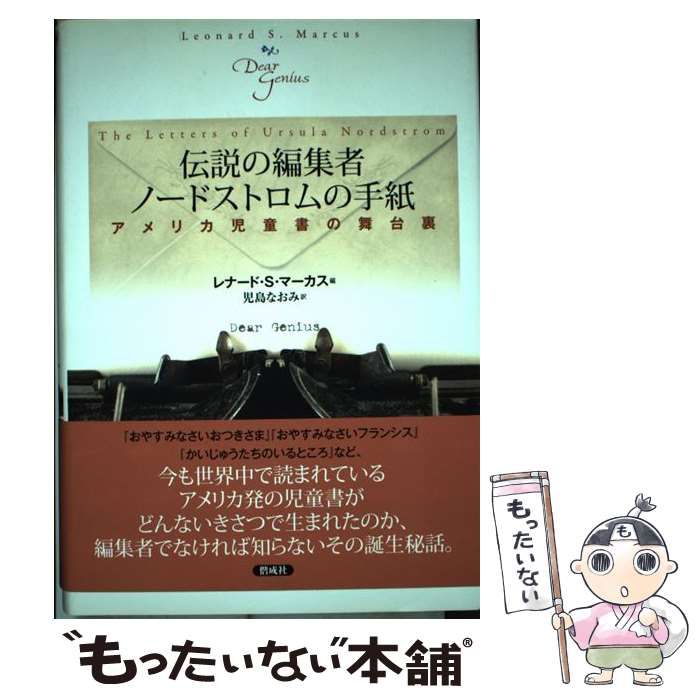 Leonard S. Marcus
Dear
Genius
The Letters of Ursula Nordstrom
伝説の編集者
ノードストロムの手紙
アメリカ児童書の舞台裏
レナード・S・マーカス編
児島なおみ訳
Dear Genius
『おやすみなさいおつきさま』『おやすみなさいフランシス』
『かいじゅうたちのいるところ』など、
今も世界中で読まれている
アメリカ発の児童書が
どんないきさつで生まれたのか、
編集者でなければ知らないその誕生秘話。
偕成社
も
もったいない
“もったいない本舗”®